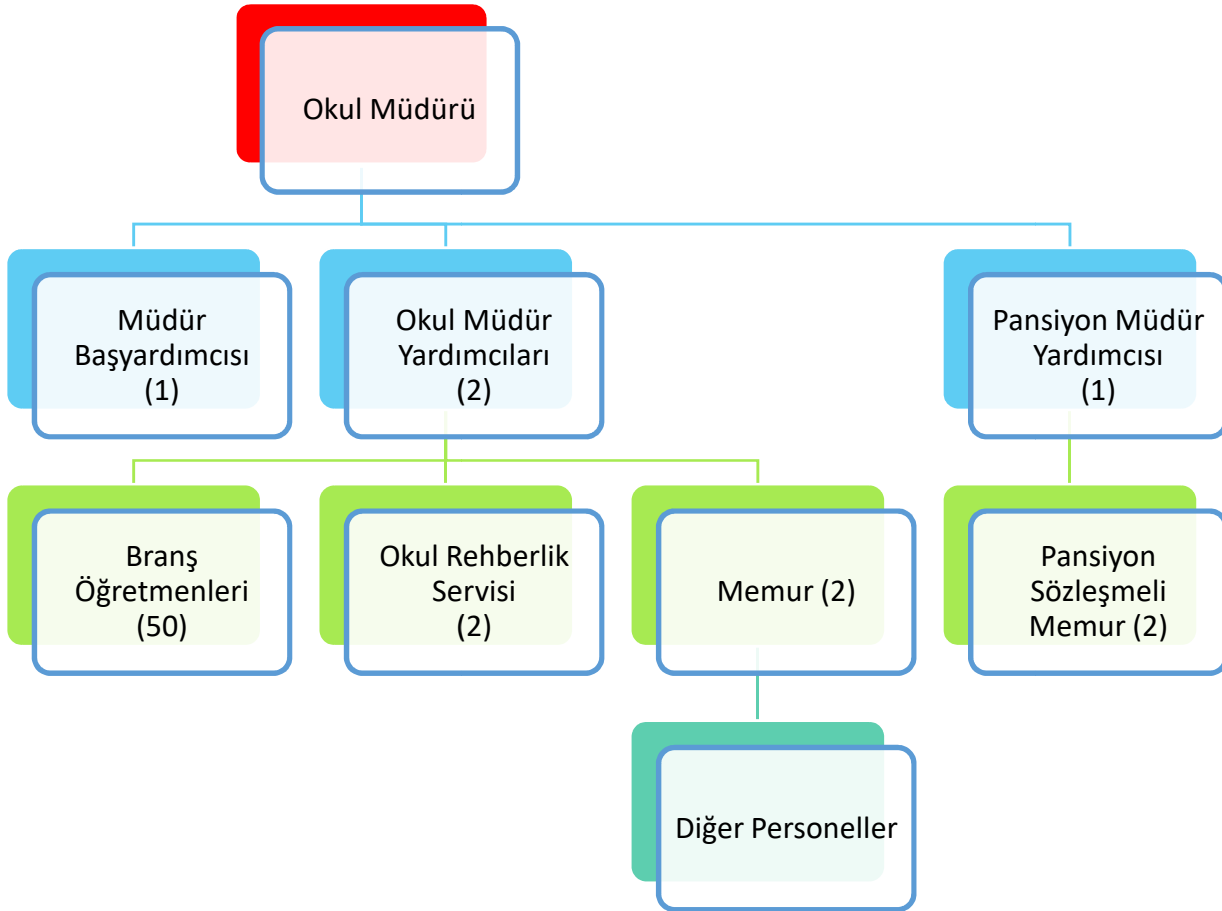 Okul Müdürü
Müdür
Başyardımcısı
(1)
Okul Müdür
Yardımcıları
(2)
Pansiyon Müdür
Yardımcısı
(1)
Branş
Öğretmenleri
(50)
Okul Rehberlik
Servisi
(2)
Memur (2)
Pansiyon
Sözleşmeli
Memur (2)
Diğer Personeller